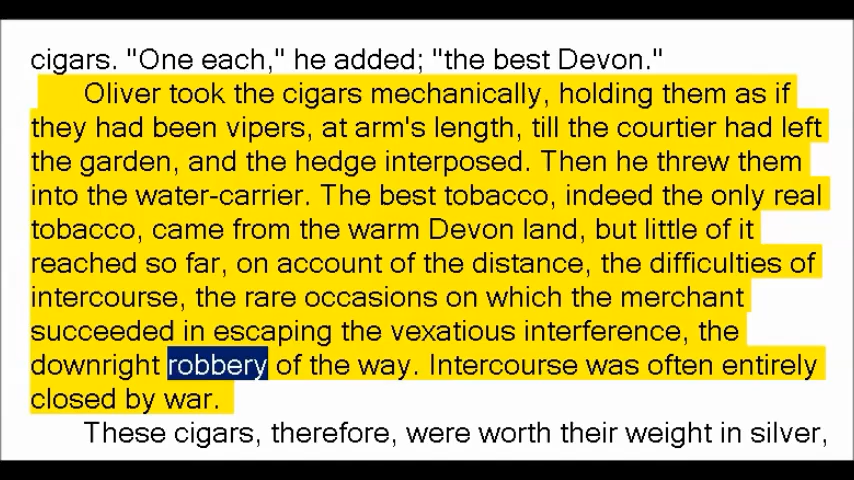 cigars. "One each," he added; "the best Devon."
Oliver took the cigars mechanically, holding them as if
they had been vipers, at arm's length, till the courtier had left
the garden, and the hedge interposed. Then he threw them
into the water-carrier. The best tobacco, indeed the only real
tobacco, came from the warm Devon land, but little of it
reached so far, on account of the distance, the difficulties of
intercourse, the rare occasions on which the merchant
succeeded in escaping the vexatious interference, the
downright robbery of the way. Intercourse was often entirely
closed by war.
These cigars, therefore, were worth their weight in silver,